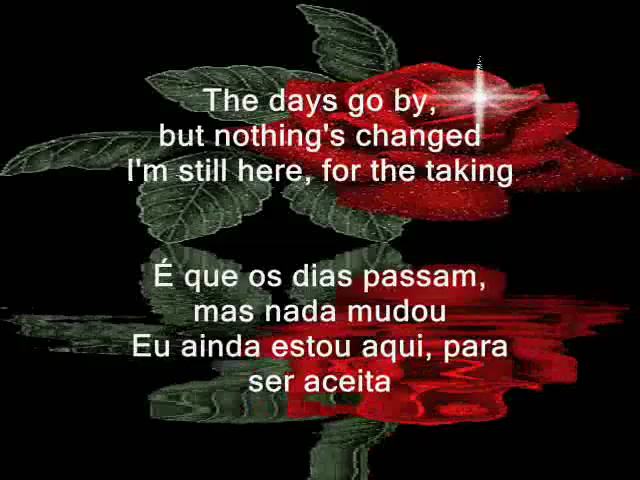 The days go by,
but nothing's changed
I'm still here, for the taking
É que os dias passam,
mas nada mudou
Eu ainda estou aqui, para
ser aceita